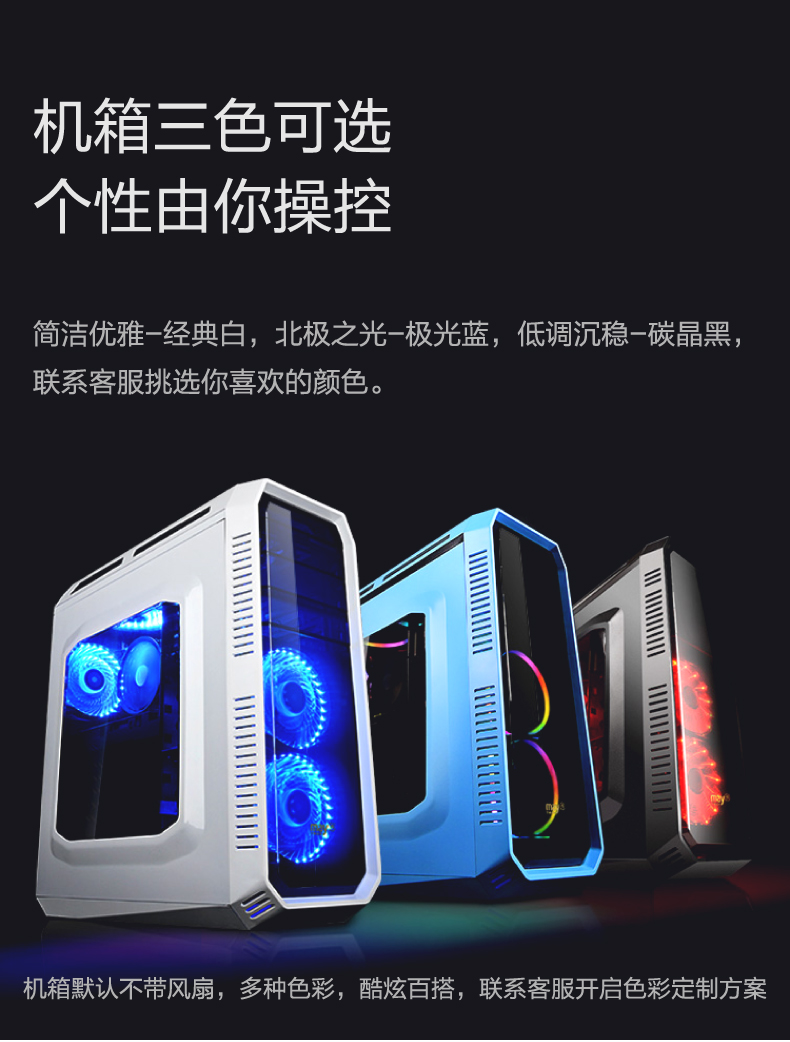 机箱三色可选
个性由你操控
简洁优雅-经典白，北极之光-极光蓝，低调沉稳-碳晶黑，
联系客服挑选你喜欢的颜色。
机箱默认不带风扇，多种色彩，酷炫百搭，联系客服开启色彩定制方案